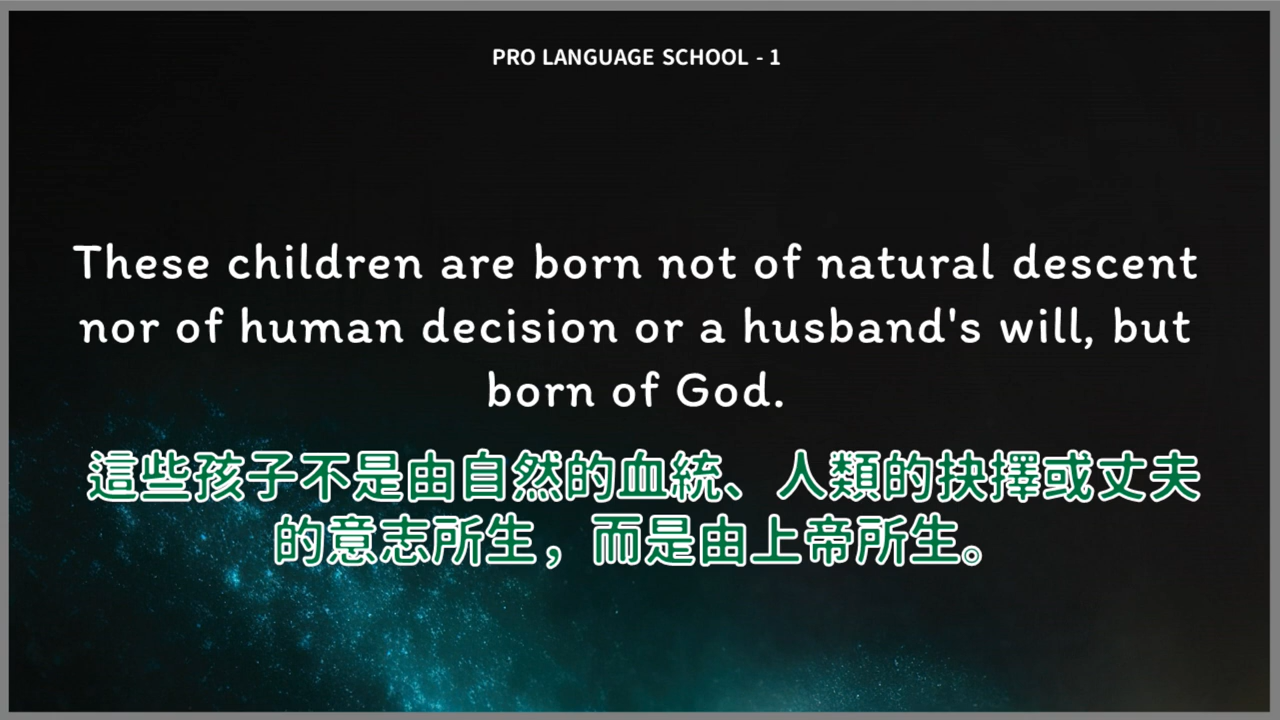 PRO LANGUAGE SCHOOL - 1
These children are born not of natural descent
nor of human decision or a husband's will, but
born of God.
這些孩子不是由自然的血統、人類的抉擇或丈夫
的意志所生，而是由上帝所生。